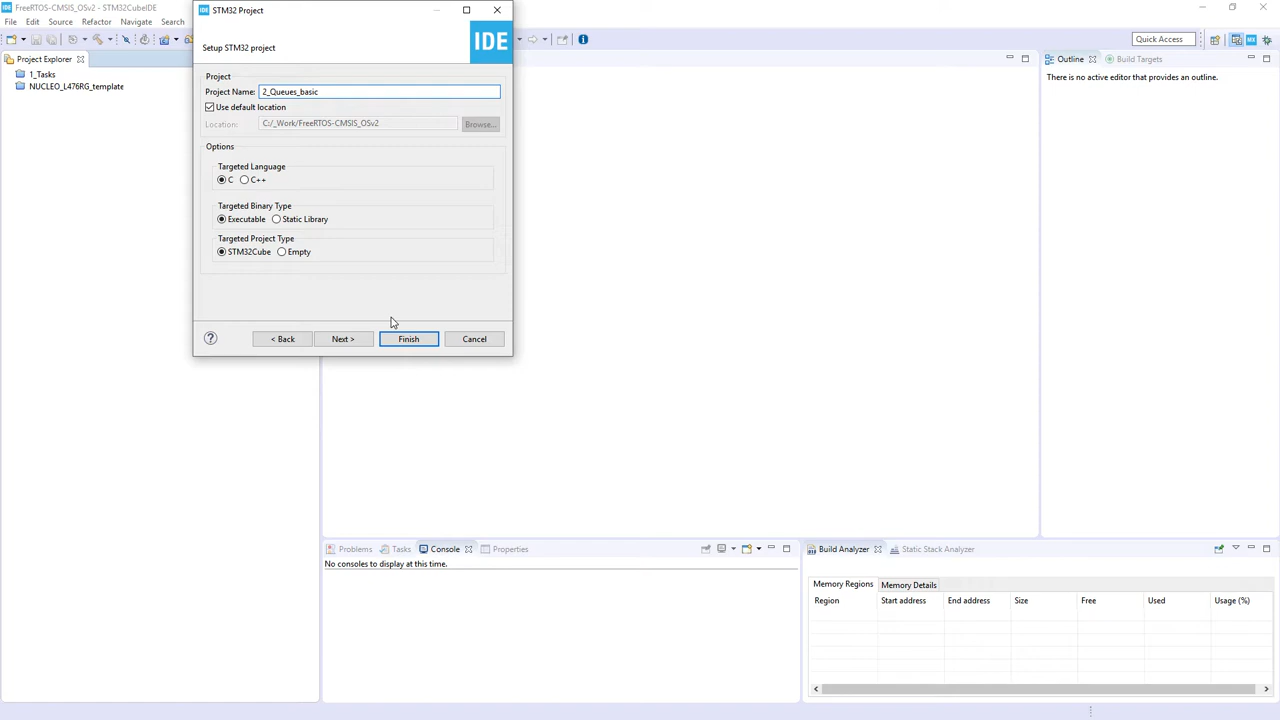 FreeRTOS-CMSIS_OSv2 - STM32CubeIDE
File Edit Source Refactor Navigate Search
Quick Access
MX
Project Explorer
1_Tasks
NUCLEO_L476RG_template
IDE STM32 Project
Setup STM32 project
IDE
Project
Project Name: 2_Queues_basic
Use default location
Location: C:/_Work/FreeRTOS-CMSIS_OSv2 Browse...
Options
Targeted Language
C C++
Targeted Binary Type
Executable Static Library
Targeted Project Type
STM32Cube Empty
? < Back Next > Finish Cancel
Outline Build Targets
There is no active editor that provides an outline.
Problems Tasks Console Properties
No consoles to display at this time.
Build Analyzer Static Stack Analyzer
Memory Regions Memory Details
Region Start address End address Size Free Used Usage (%)